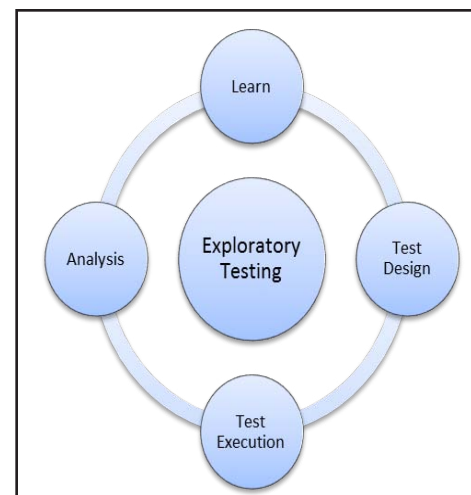 Learn
Analysis
Exploratory
Testing
Test
Design
Test
Execution